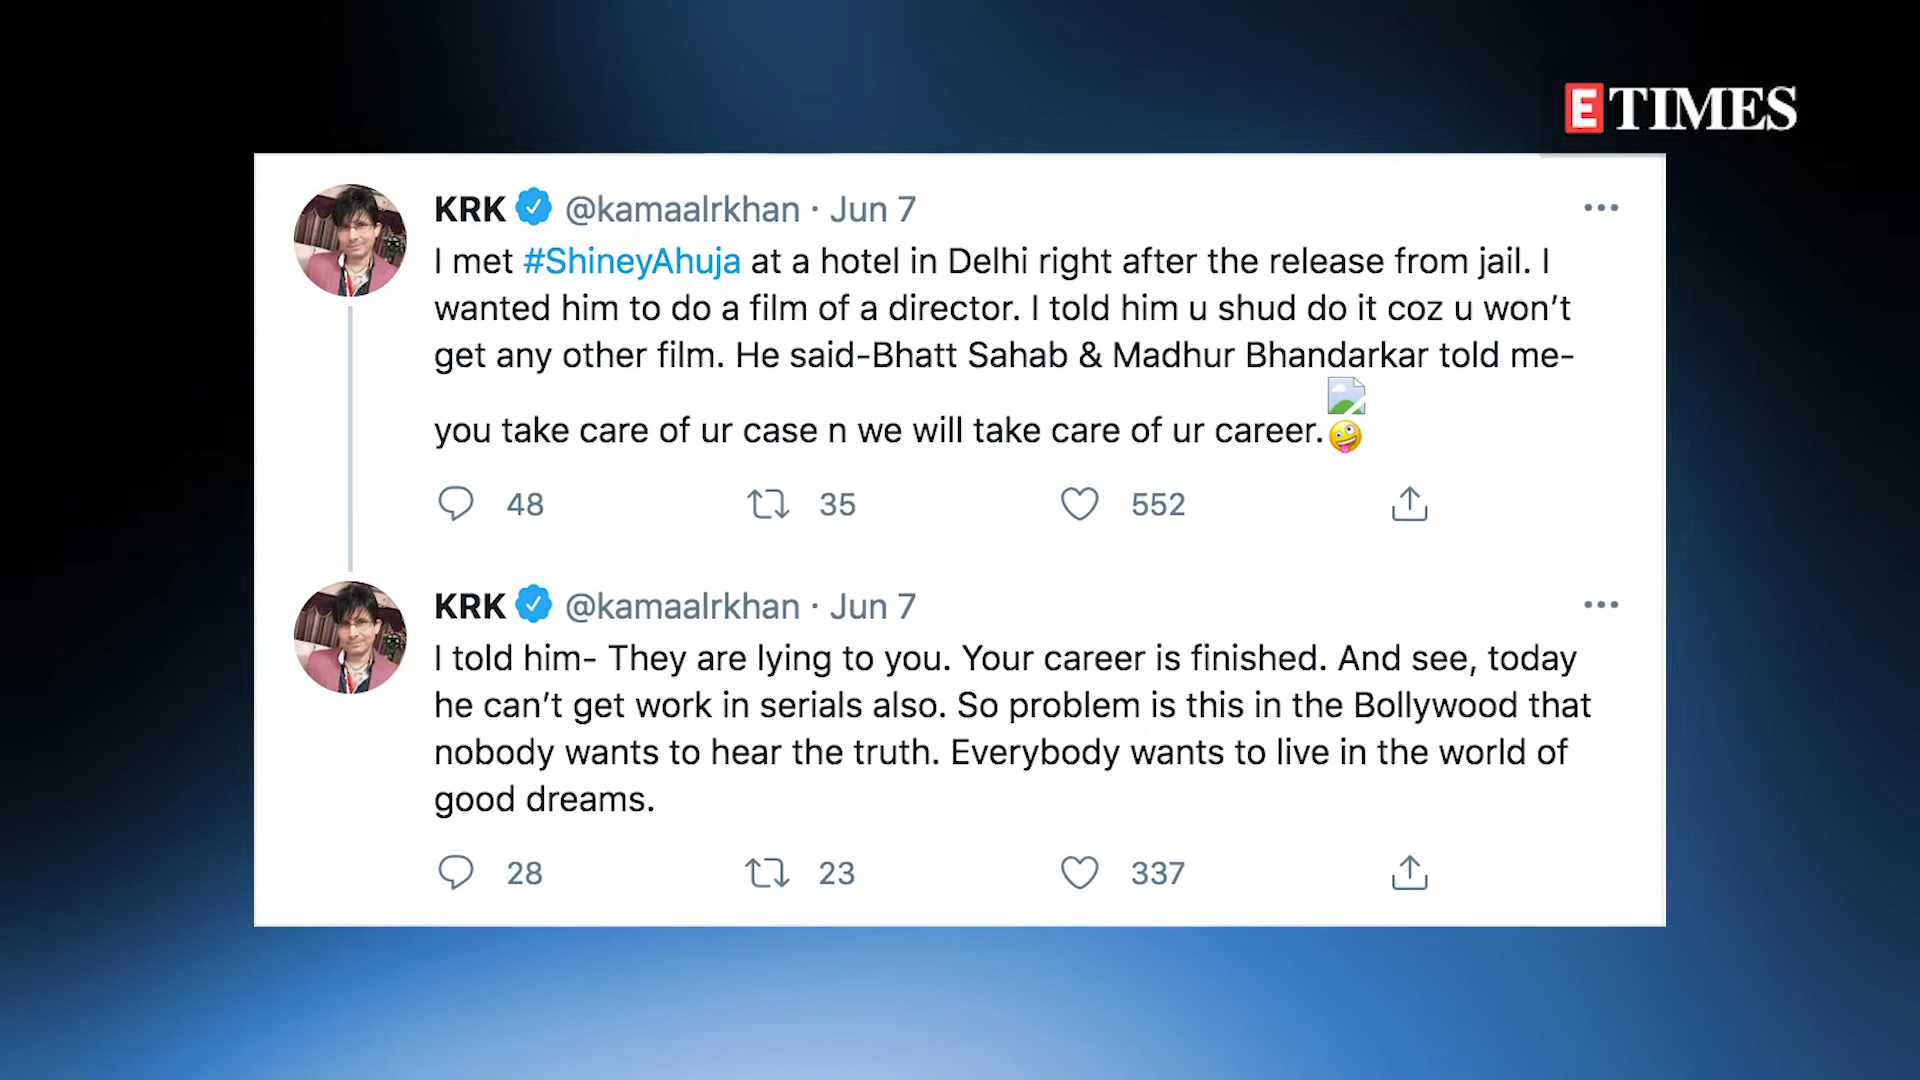 E TIMES
KRK @kamaalrkhan · Jun 7
I met #ShineyAhuja at a hotel in Delhi right after the release from jail. I
wanted him to do a film of a director. I told him u shud do it coz u won’t
get any other film. He said-Bhatt Sahab & Madhur Bhandarkar told me-
you take care of ur case n we will take care of ur career.🤪
48 35 552
KRK @kamaalrkhan · Jun 7
I told him- They are lying to you. Your career is finished. And see, today
he can’t get work in serials also. So problem is this in the Bollywood that
nobody wants to hear the truth. Everybody wants to live in the world of
good dreams.
28 23 337